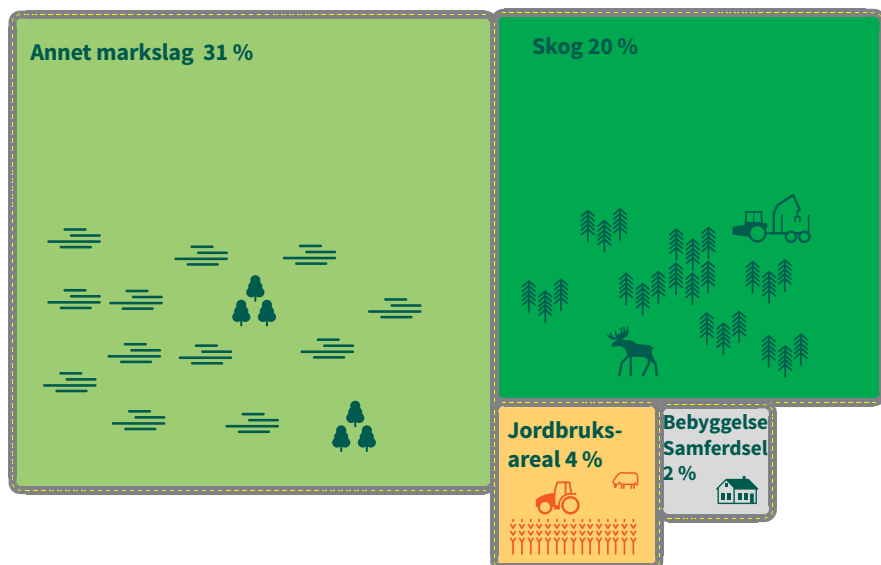 Annet markslag 31 %
Skog 20 %
Jordbruks-
areal 4 %
Bebyggelse
Samferdsel
2 %